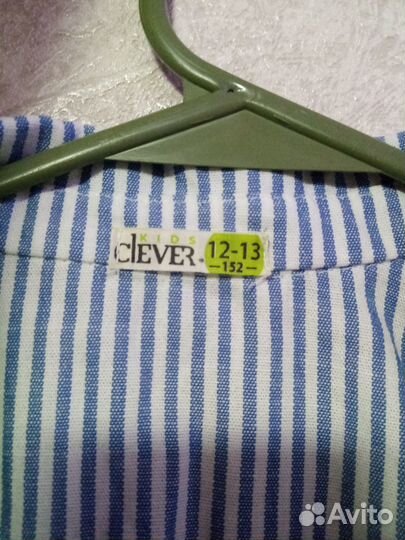 KIDS
CLEVER
12-13
—152—
Avito